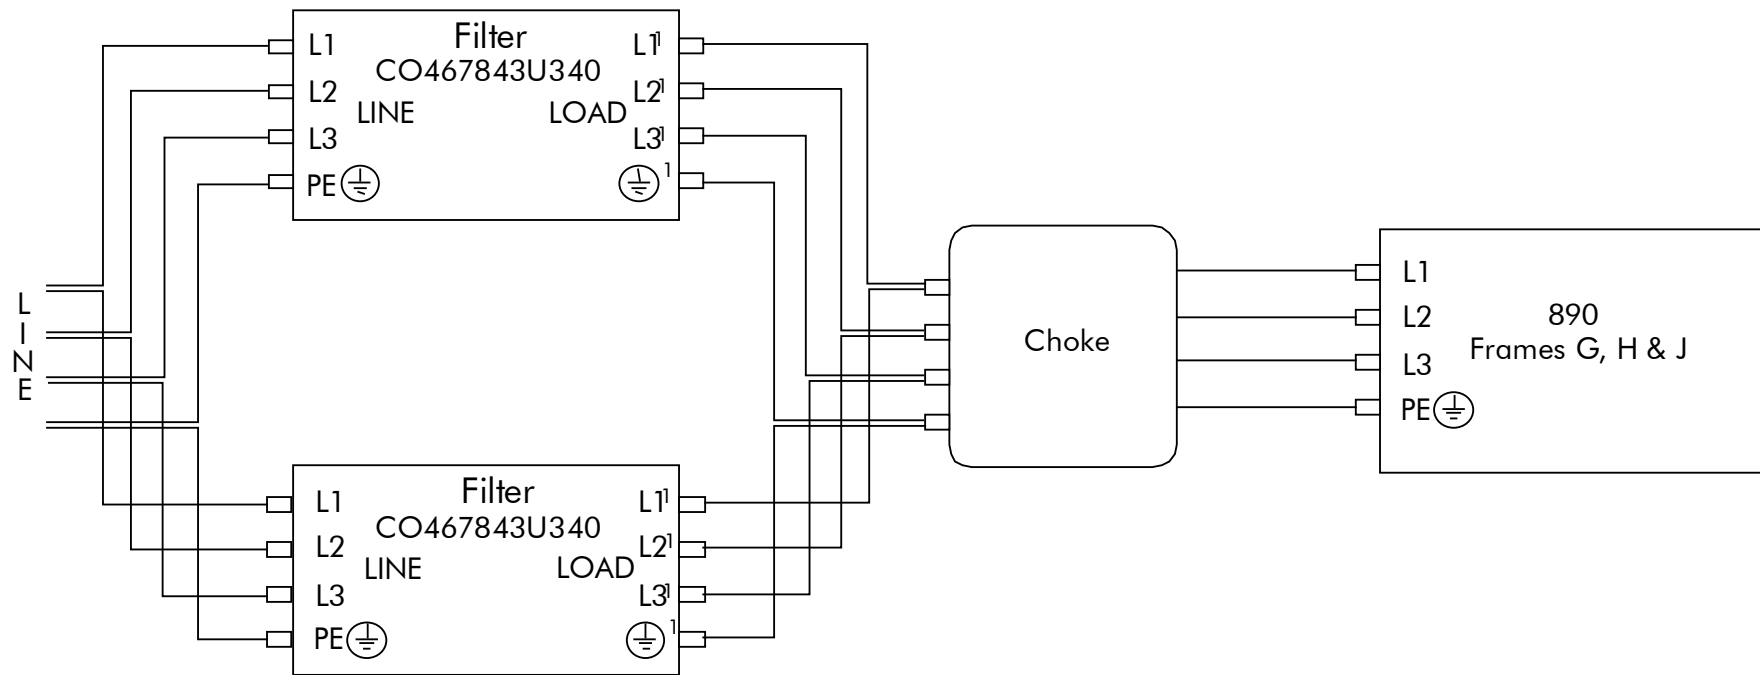 Filter
CO467843U340
LINE LOAD
L1 L1¹
L2 L2¹
L3 L3¹
PE ¹
L
I
N
E
Choke
L1
L2
L3
PE
890
Frames G, H & J
Filter
CO467843U340
LINE LOAD
L1 L1¹
L2 L2¹
L3 L3¹
PE ¹